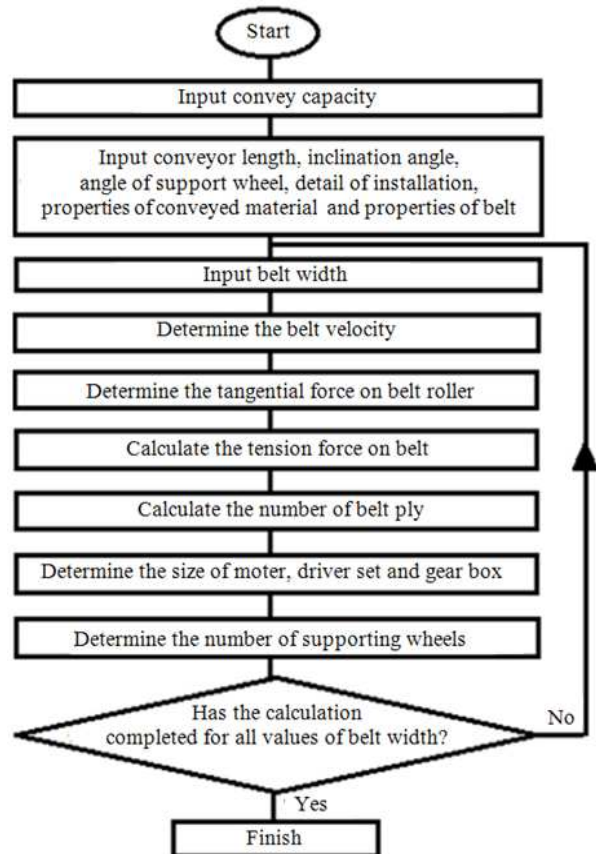 Start
Input convey capacity
Input conveyor length, inclination angle,
angle of support wheel, detail of installation,
properties of conveyed material and properties of belt
Input belt width
Determine the belt velocity
Determine the tangential force on belt roller
Calculate the tension force on belt
Calculate the number of belt ply
Determine the size of moter, driver set and gear box
Determine the number of supporting wheels
Has the calculation
completed for all values of belt width?
No
Yes
Finish